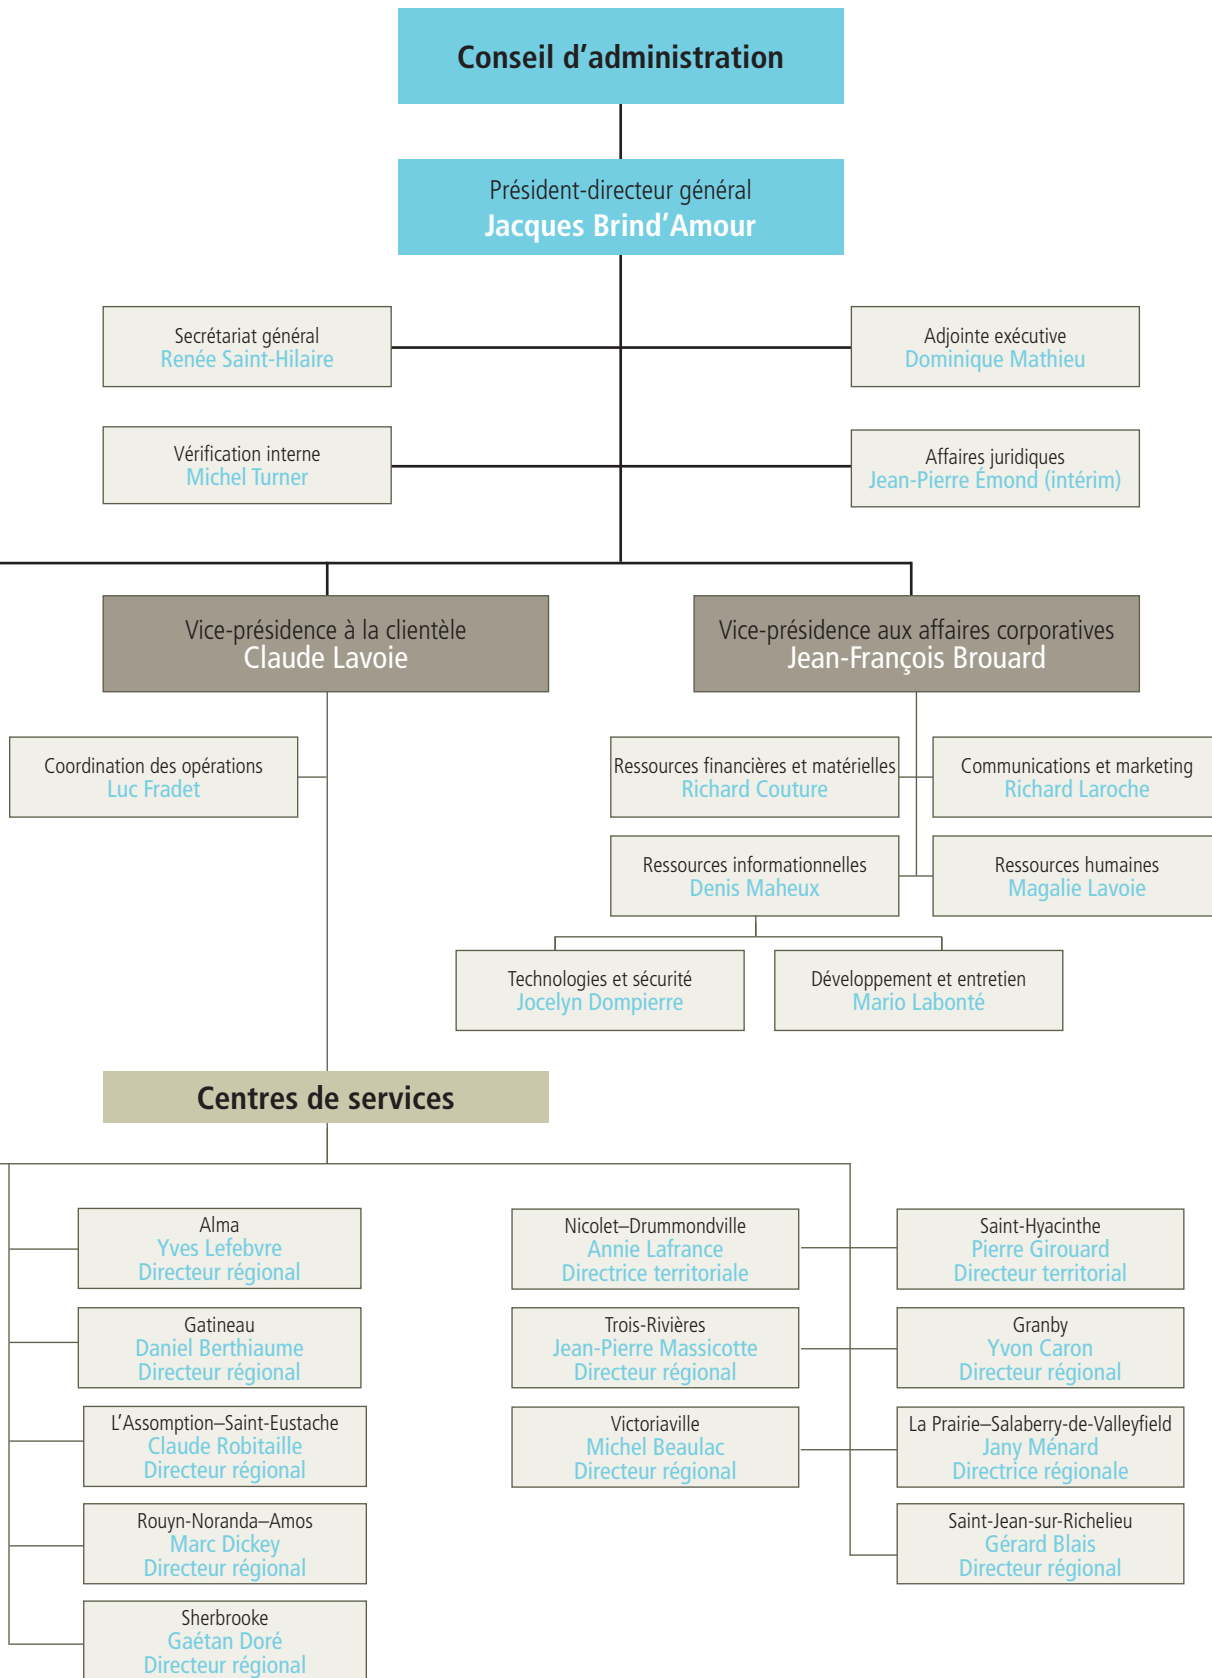 Conseil d'administration
Président-directeur général
Jacques Brind'Amour
Secrétariat général
Renée Saint-Hilaire
Adjointe exécutive
Dominique Mathieu
Vérification interne
Michel Turner
Affaires juridiques
Jean-Pierre Émond (intérim)
Vice-présidence à la clientèle
Claude Lavoie
Vice-présidence aux affaires corporatives
Jean-François Brouard
Coordination des opérations
Luc Fradet
Ressources financières et matérielles
Richard Couture
Communications et marketing
Richard Laroche
Ressources informationnelles
Denis Maheux
Ressources humaines
Magalie Lavoie
Technologies et sécurité
Jocelyn Dompierre
Développement et entretien
Mario Labonté
Centres de services
Alma
Yves Lefebvre
Directeur régional
Gatineau
Daniel Berthiaume
Directeur régional
L'Assomption–Saint-Eustache
Claude Robitaille
Directeur régional
Rouyn-Noranda–Amos
Marc Dickey
Directeur régional
Sherbrooke
Gaétan Doré
Directeur régional
Nicolet–Drummondville
Annie Lafrance
Directrice territoriale
Trois-Rivières
Jean-Pierre Massicotte
Directeur régional
Victoriaville
Michel Beaulac
Directeur régional
Saint-Hyacinthe
Pierre Girouard
Directeur territorial
Granby
Yvon Caron
Directeur régional
La Prairie–Salaberry-de-Valleyfield
Jany Ménard
Directrice régionale
Saint-Jean-sur-Richelieu
Gérard Blais
Directeur régional